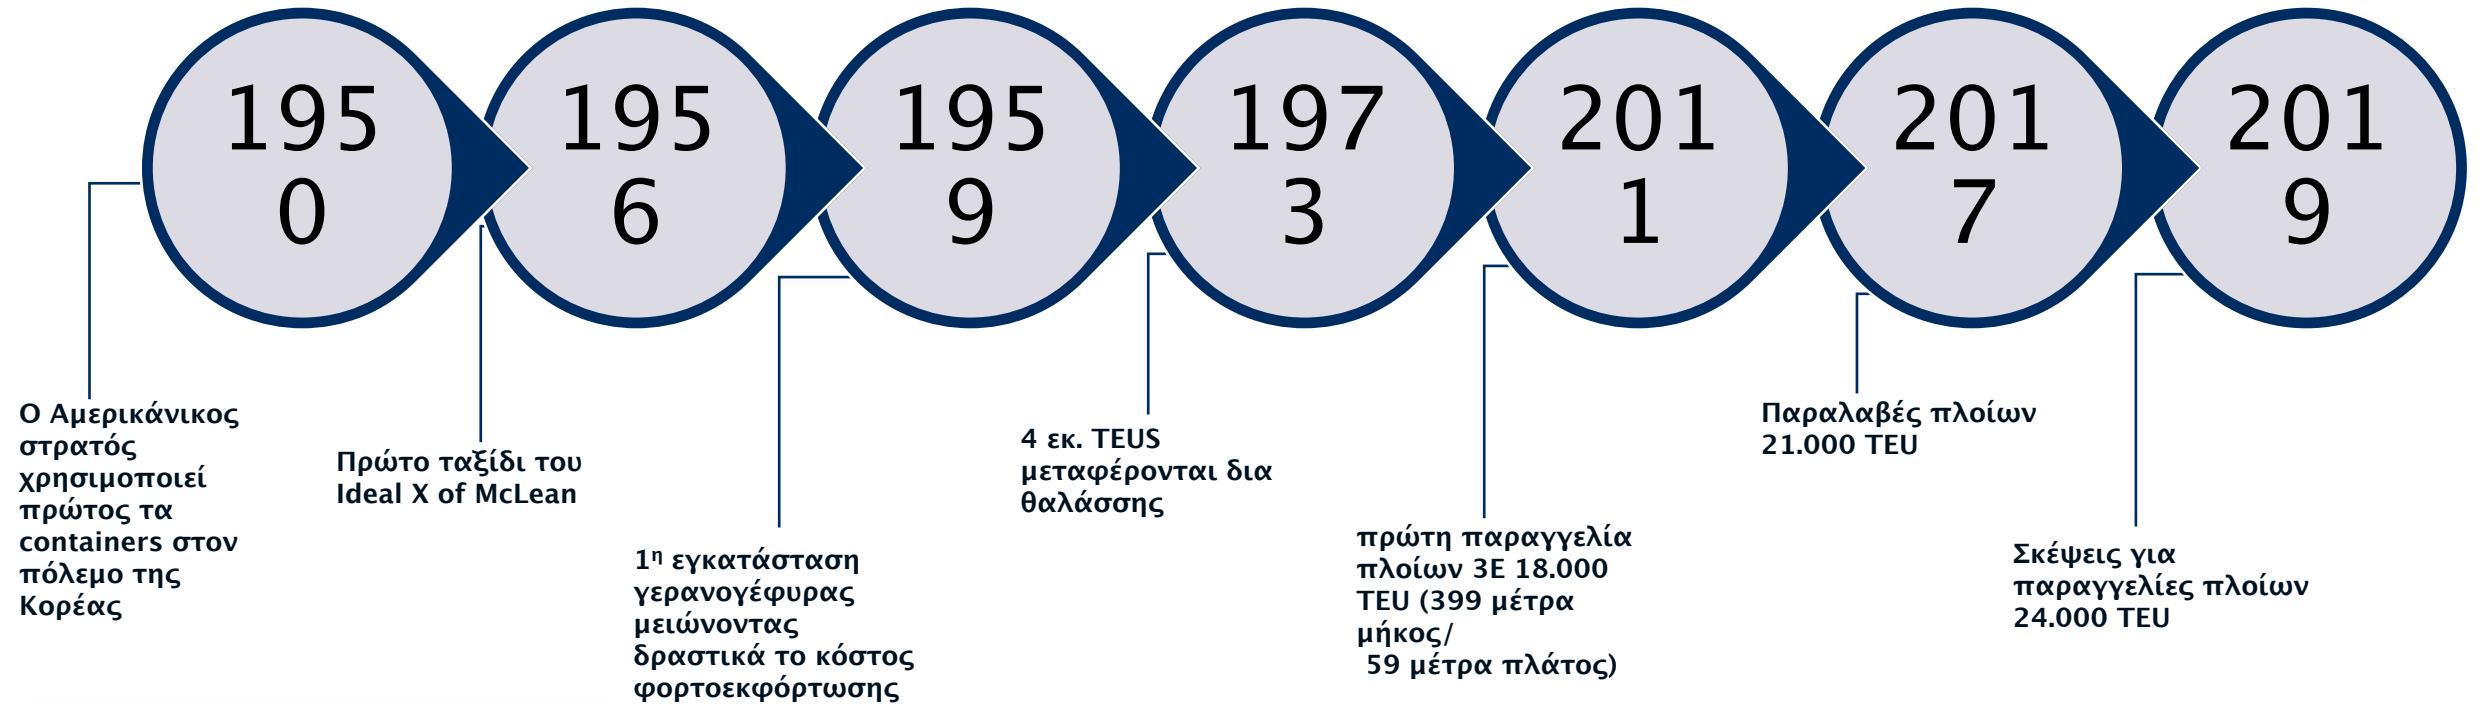 195
0
195
6
195
9
197
3
201
1
201
7
201
9
Ο Αμερικάνικος
στρατός
χρησιμοποιεί
πρώτος τα
containers στον
πόλεμο της
Κορέας
Πρώτο ταξίδι του
Ideal X of McLean
1η εγκατάσταση
γερανογέφυρας
μειώνοντας
δραστικά το κόστος
φορτοεκφόρτωσης
4 εκ. TEUS
μεταφέρονται δια
θαλάσσης
πρώτη παραγγελία
πλοίων 3Ε 18.000
TEU (399 μέτρα
μήκος/
59 μέτρα πλάτος)
Παραλαβές πλοίων
21.000 TEU
Σκέψεις για
παραγγελίες πλοίων
24.000 TEU